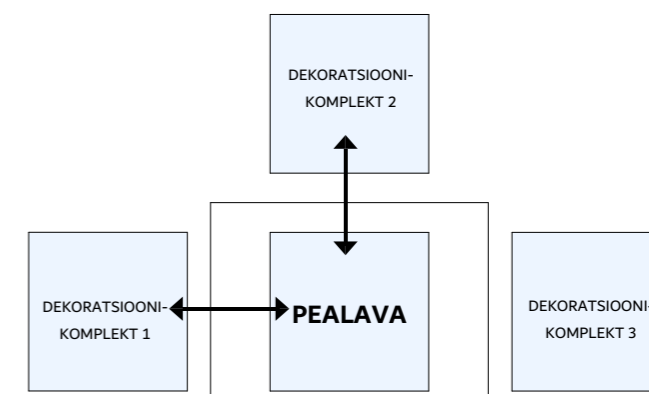 DEKORATSIOONI-
KOMPLEKT 2
DEKORATSIOONI-
KOMPLEKT 1
PEALAVA
DEKORATSIOONI-
KOMPLEKT 3